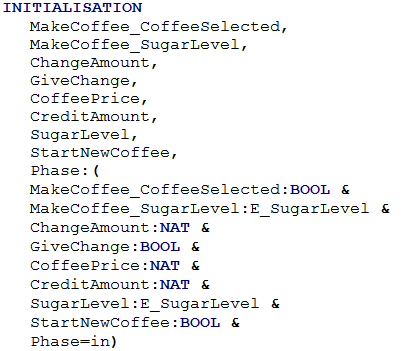 INITIALISATION
MakeCoffee_CoffeeSelected,
MakeCoffee_SugarLevel,
ChangeAmount,
GiveChange,
CoffeePrice,
CreditAmount,
SugarLevel,
StartNewCoffee,
Phase:(
MakeCoffee_CoffeeSelected:BOOL &
MakeCoffee_SugarLevel:E_SugarLevel &
ChangeAmount:NAT &
GiveChange:BOOL &
CoffeePrice:NAT &
CreditAmount:NAT &
SugarLevel:E_SugarLevel &
StartNewCoffee:BOOL &
Phase=in)